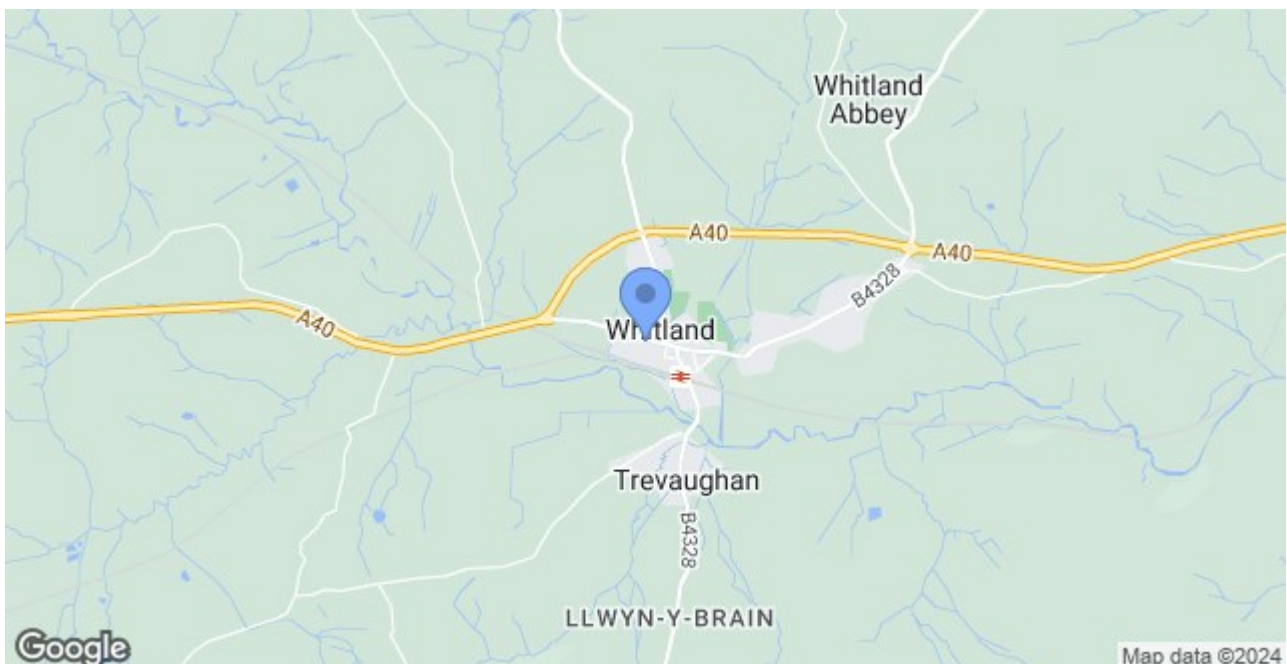 Whitland
Abbey
A40
A40
B4328
A40
Whitland
Trevaughan
B4328
LLWYN-Y-BRAIN
Google
Map data ©2024